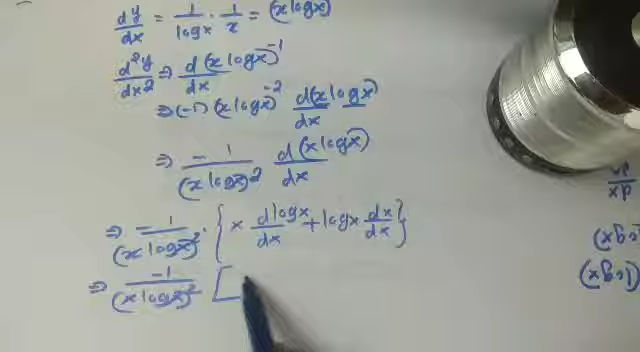 dy/dx = 1/logx · 1/x = (x logx)
d²y/dx2 ⇒ d(x logx)⁻¹/dx
⇒ (-1) (x logx)⁻² d(x logx)/dx
⇒ -1/(x logx)2 d(x logx)/dx
⇒ -1/(x logx)² · { x dlogx/dx + logx dx/dx }
⇒ -1/(x logx)² [